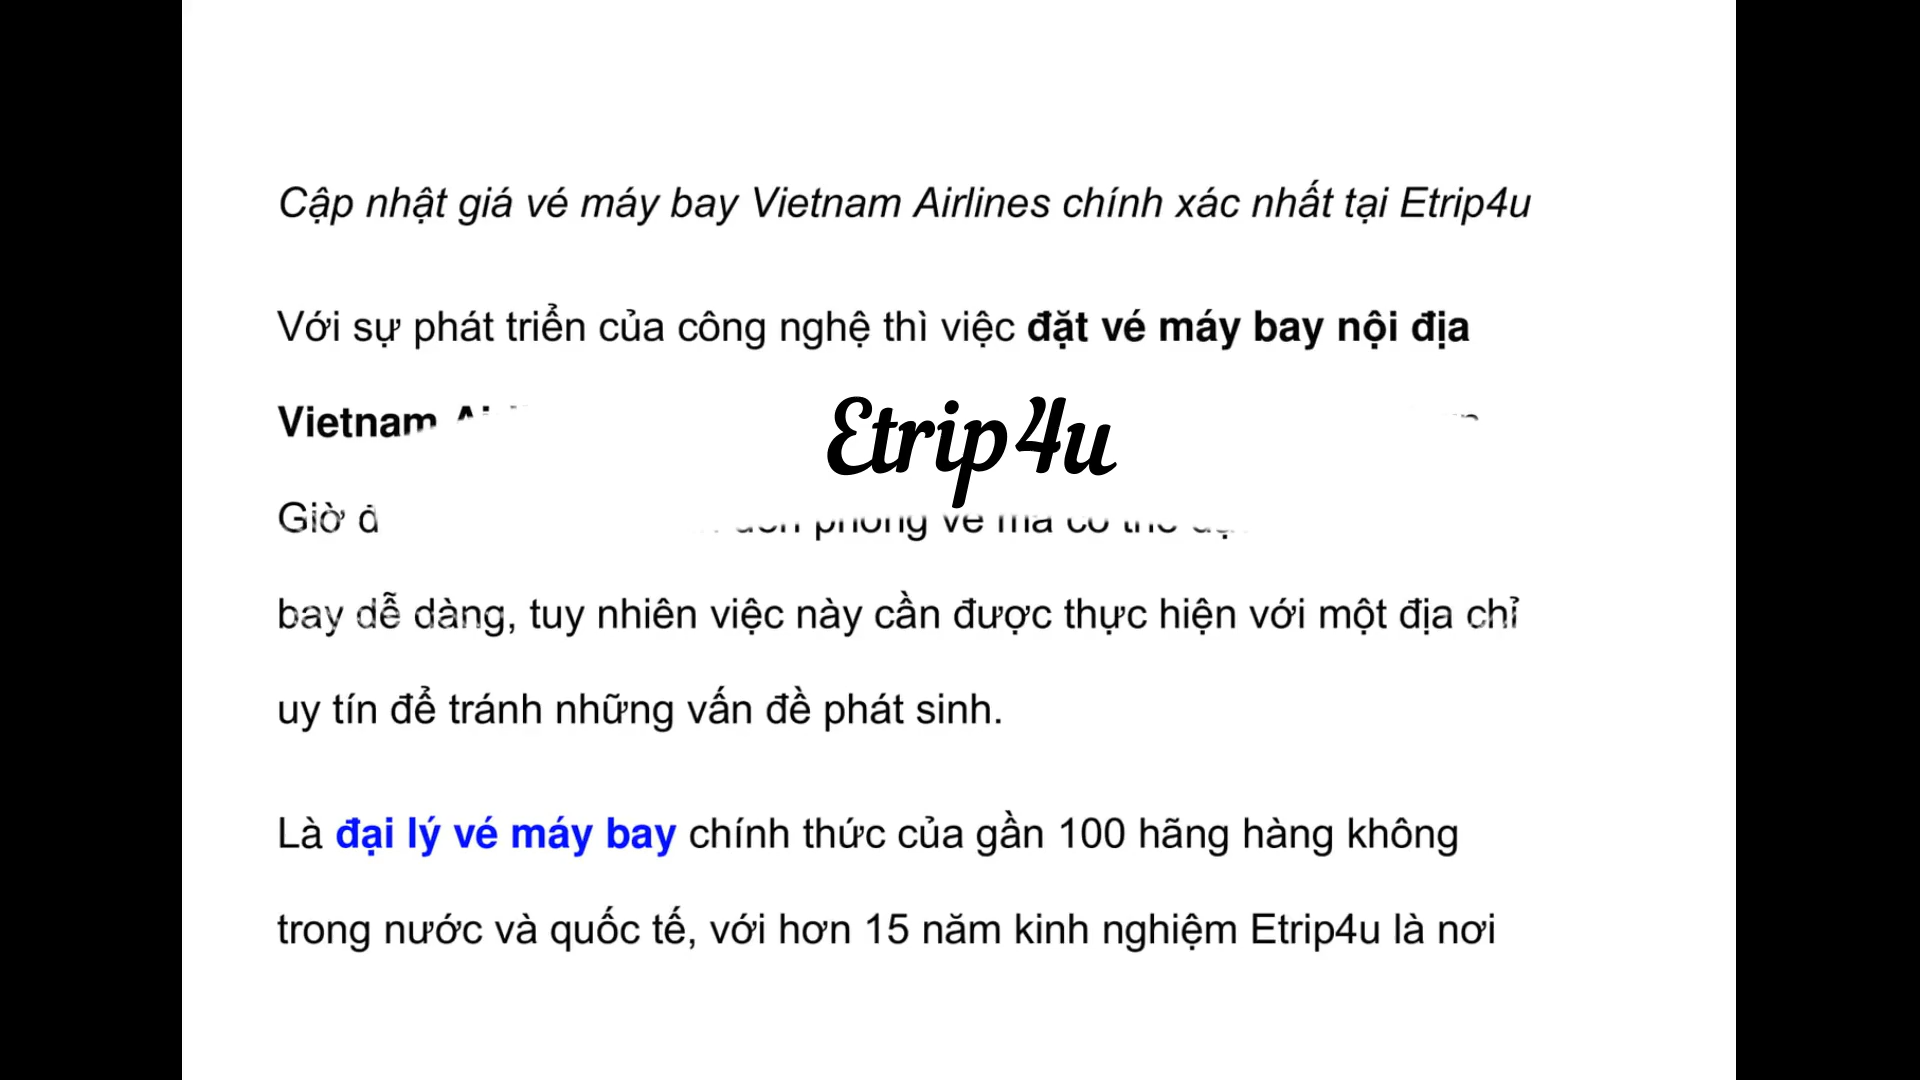 Cập nhật giá vé máy bay Vietnam Airlines chính xác nhất tại Etrip4u
Với sự phát triển của công nghệ thì việc đặt vé máy bay nội địa
Vietnam
Etrip4u
Giờ phòng vé mà có thể
bay dễ dàng, tuy nhiên việc này cần được thực hiện với một địa chỉ
uy tín để tránh những vấn đề phát sinh.
Là đại lý vé máy bay chính thức của gần 100 hãng hàng không
trong nước và quốc tế, với hơn 15 năm kinh nghiệm Etrip4u là nơi